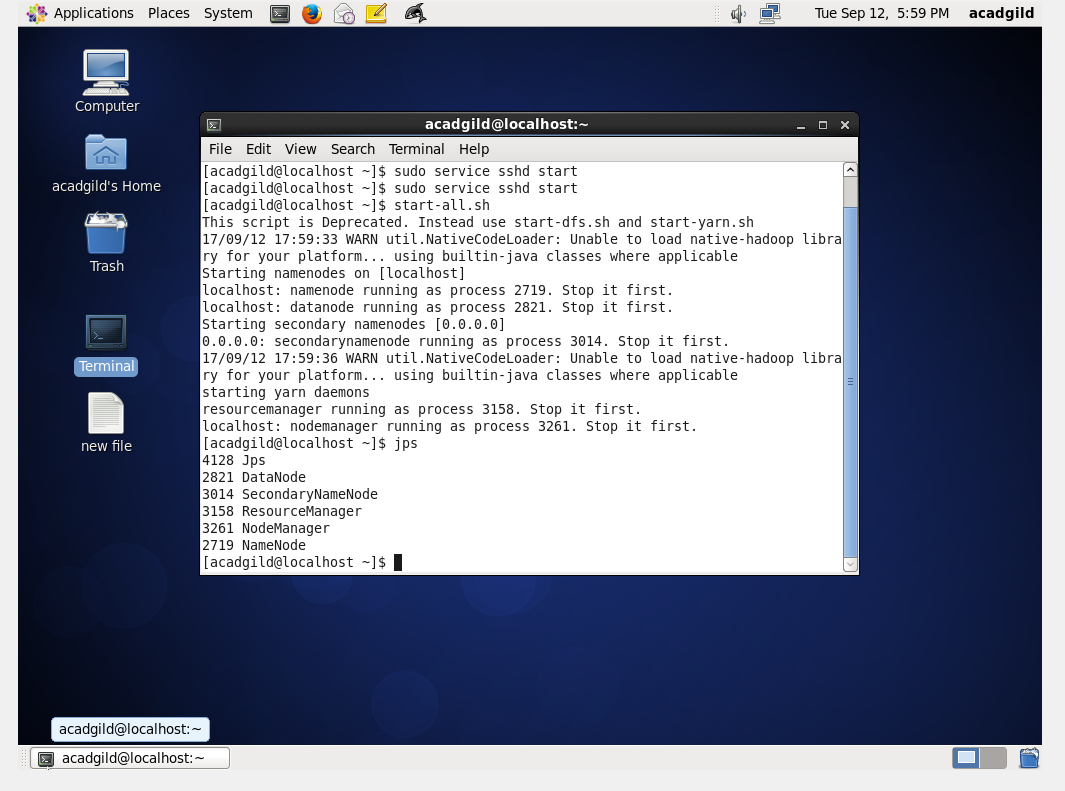 Applications Places System Tue Sep 12, 5:59 PM acadgild
Computer
acadgild's Home
Trash
Terminal
new file
acadgild@localhost:~
File Edit View Search Terminal Help
[acadgild@localhost ~]$ sudo service sshd start
[acadgild@localhost ~]$ sudo service sshd start
[acadgild@localhost ~]$ start-all.sh
This script is Deprecated. Instead use start-dfs.sh and start-yarn.sh
17/09/12 17:59:33 WARN util.NativeCodeLoader: Unable to load native-hadoop libra
ry for your platform... using builtin-java classes where applicable
Starting namenodes on [localhost]
localhost: namenode running as process 2719. Stop it first.
localhost: datanode running as process 2821. Stop it first.
Starting secondary namenodes [0.0.0.0]
0.0.0.0: secondarynamenode running as process 3014. Stop it first.
17/09/12 17:59:36 WARN util.NativeCodeLoader: Unable to load native-hadoop libra
ry for your platform... using builtin-java classes where applicable
starting yarn daemons
resourcemanager running as process 3158. Stop it first.
localhost: nodemanager running as process 3261. Stop it first.
[acadgild@localhost ~]$ jps
4128 Jps
2821 DataNode
3014 SecondaryNameNode
3158 ResourceManager
3261 NodeManager
2719 NameNode
[acadgild@localhost ~]$
acadgild@localhost:~
acadgild@localhost:~